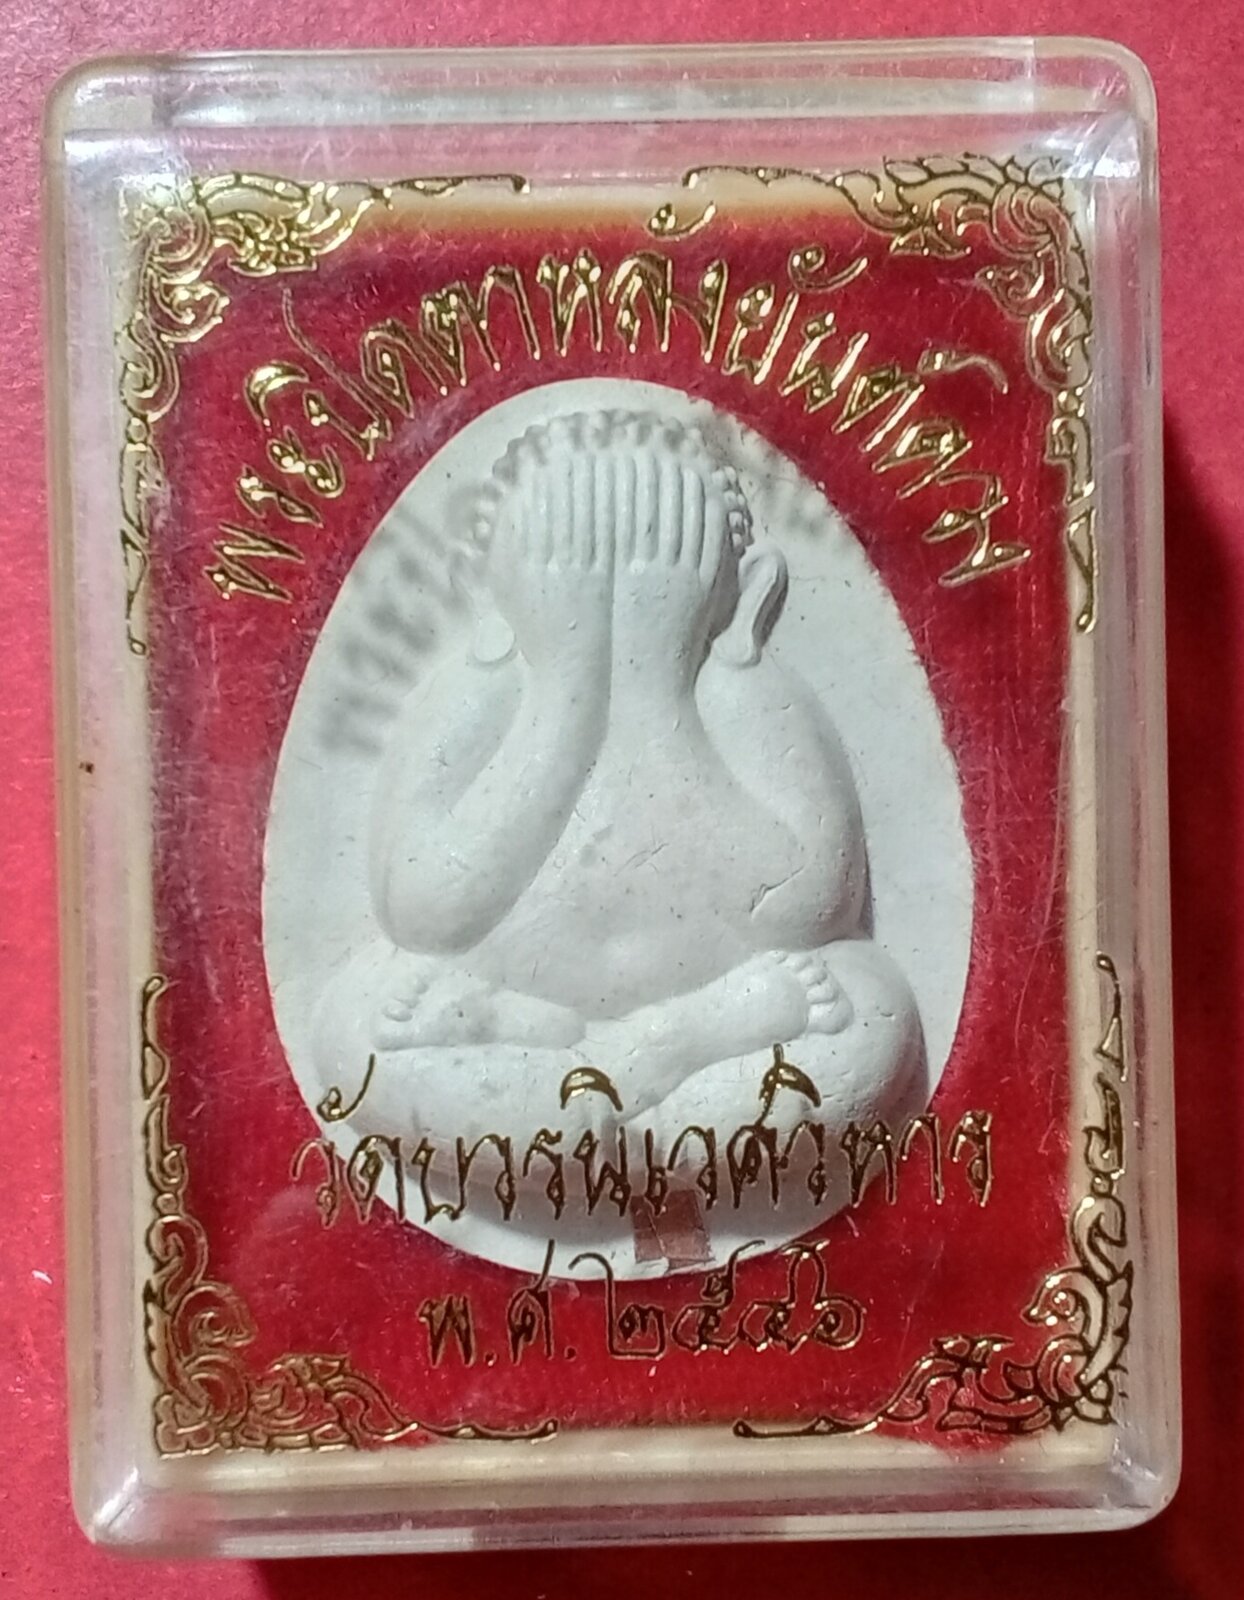 พระปิดตาหลังยันต์ดวง
วัดบวรนิเวศวิหาร
พ.ศ. ๒๕๔๖